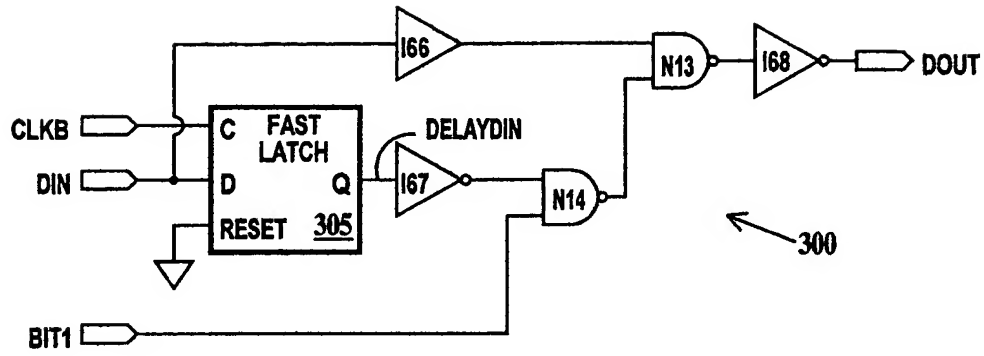 I66
N13
I68
DOUT
CLKB
C
FAST
LATCH
DELAYDIN
DIN
D
Q
I67
N14
RESET
305
300
BIT1